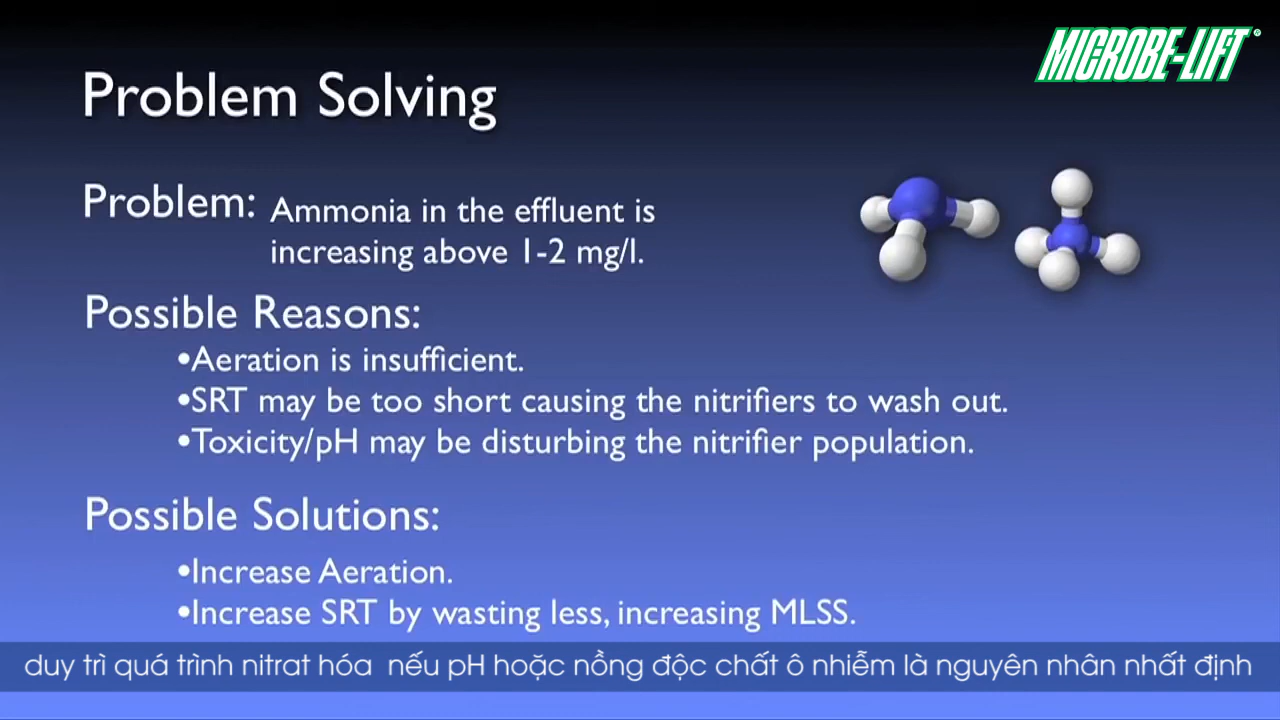 MICROBE-LIFT®
Problem Solving
Problem: Ammonia in the effluent is
increasing above 1-2 mg/l.
Possible Reasons:
•Aeration is insufficient.
•SRT may be too short causing the nitrifiers to wash out.
•Toxicity/pH may be disturbing the nitrifier population.
Possible Solutions:
•Increase Aeration.
•Increase SRT by wasting less, increasing MLSS.
duy trì quá trình nitrat hóa nếu pH hoặc nồng độc chất ô nhiễm là nguyên nhân nhất định